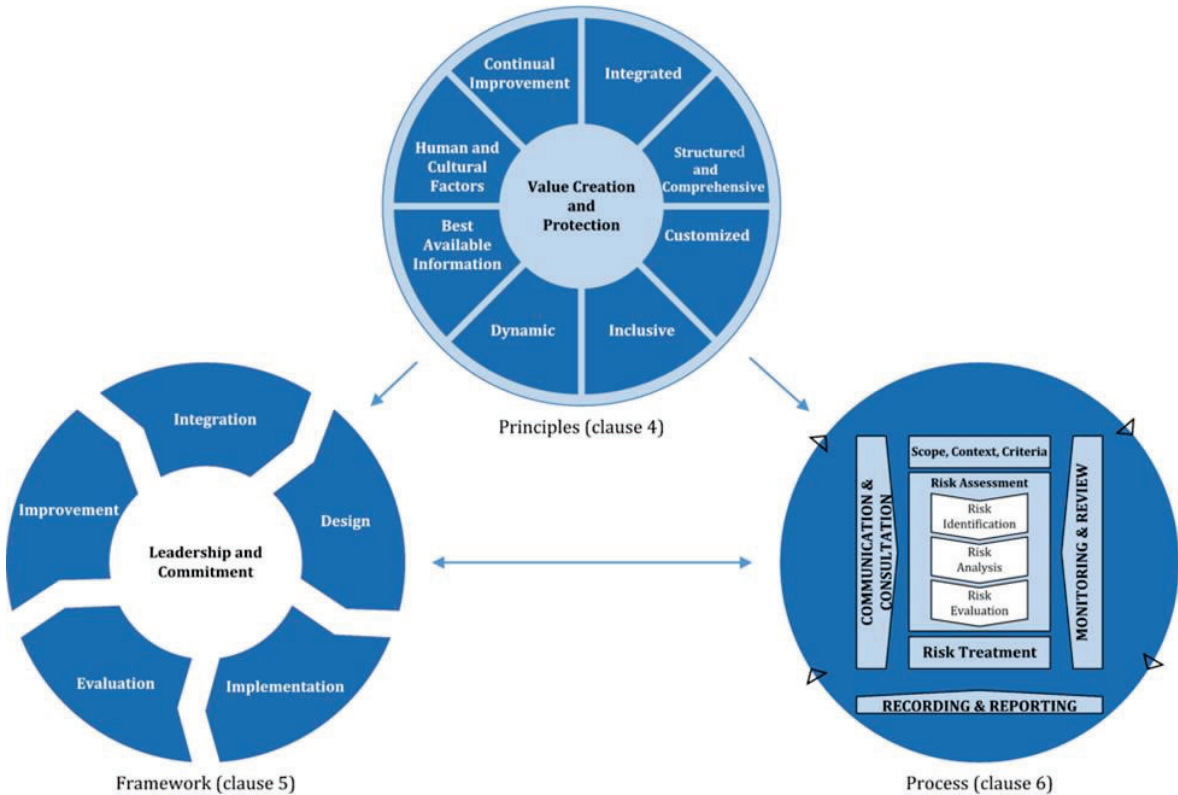 Continual
Improvement
Integrated
Human and
Cultural
Factors
Structured
and
Comprehensive
Value Creation
and
Protection
Best
Available
Information
Customized
Dynamic
Inclusive
Principles (clause 4)
Integration
Improvement
Design
Leadership and
Commitment
Evaluation
Implementation
Framework (clause 5)
Scope, Context, Criteria
Risk Assessment
Risk
Identification
Risk
Analysis
Risk
Evaluation
COMMUNICATION &
CONSULTATION
MONITORING & REVIEW
Risk Treatment
RECORDING & REPORTING
Process (clause 6)